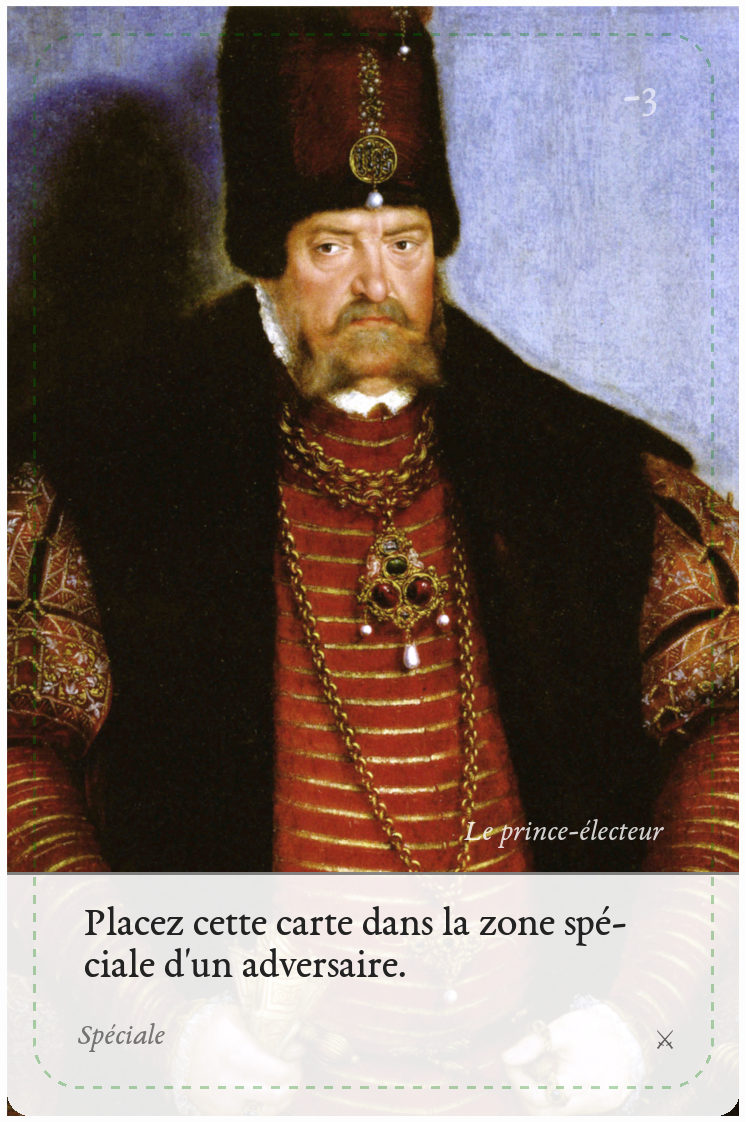 -3
Le prince-électeur
Placez cette carte dans la zone spé-
ciale d'un adversaire.
Spéciale
⚔